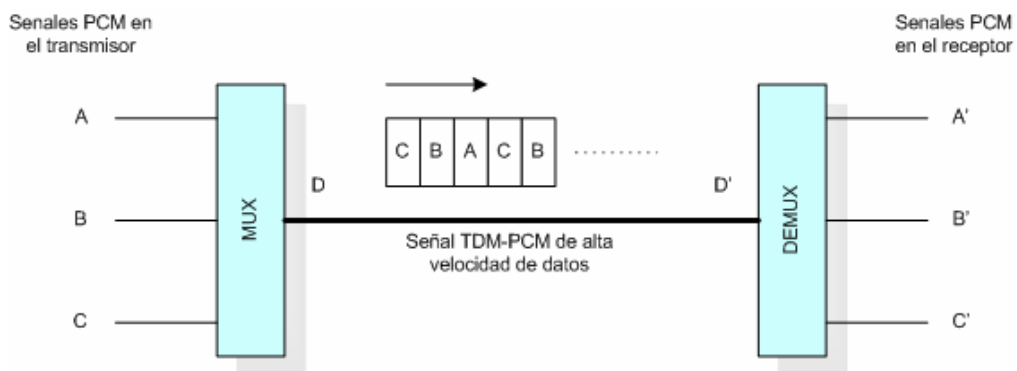 Senales PCM en
el transmisor
Senales PCM
en el receptor
A
A'
C B A C B
D
D'
B
MUX
DEMUX
B'
Señal TDM-PCM de alta
velocidad de datos
C
C'